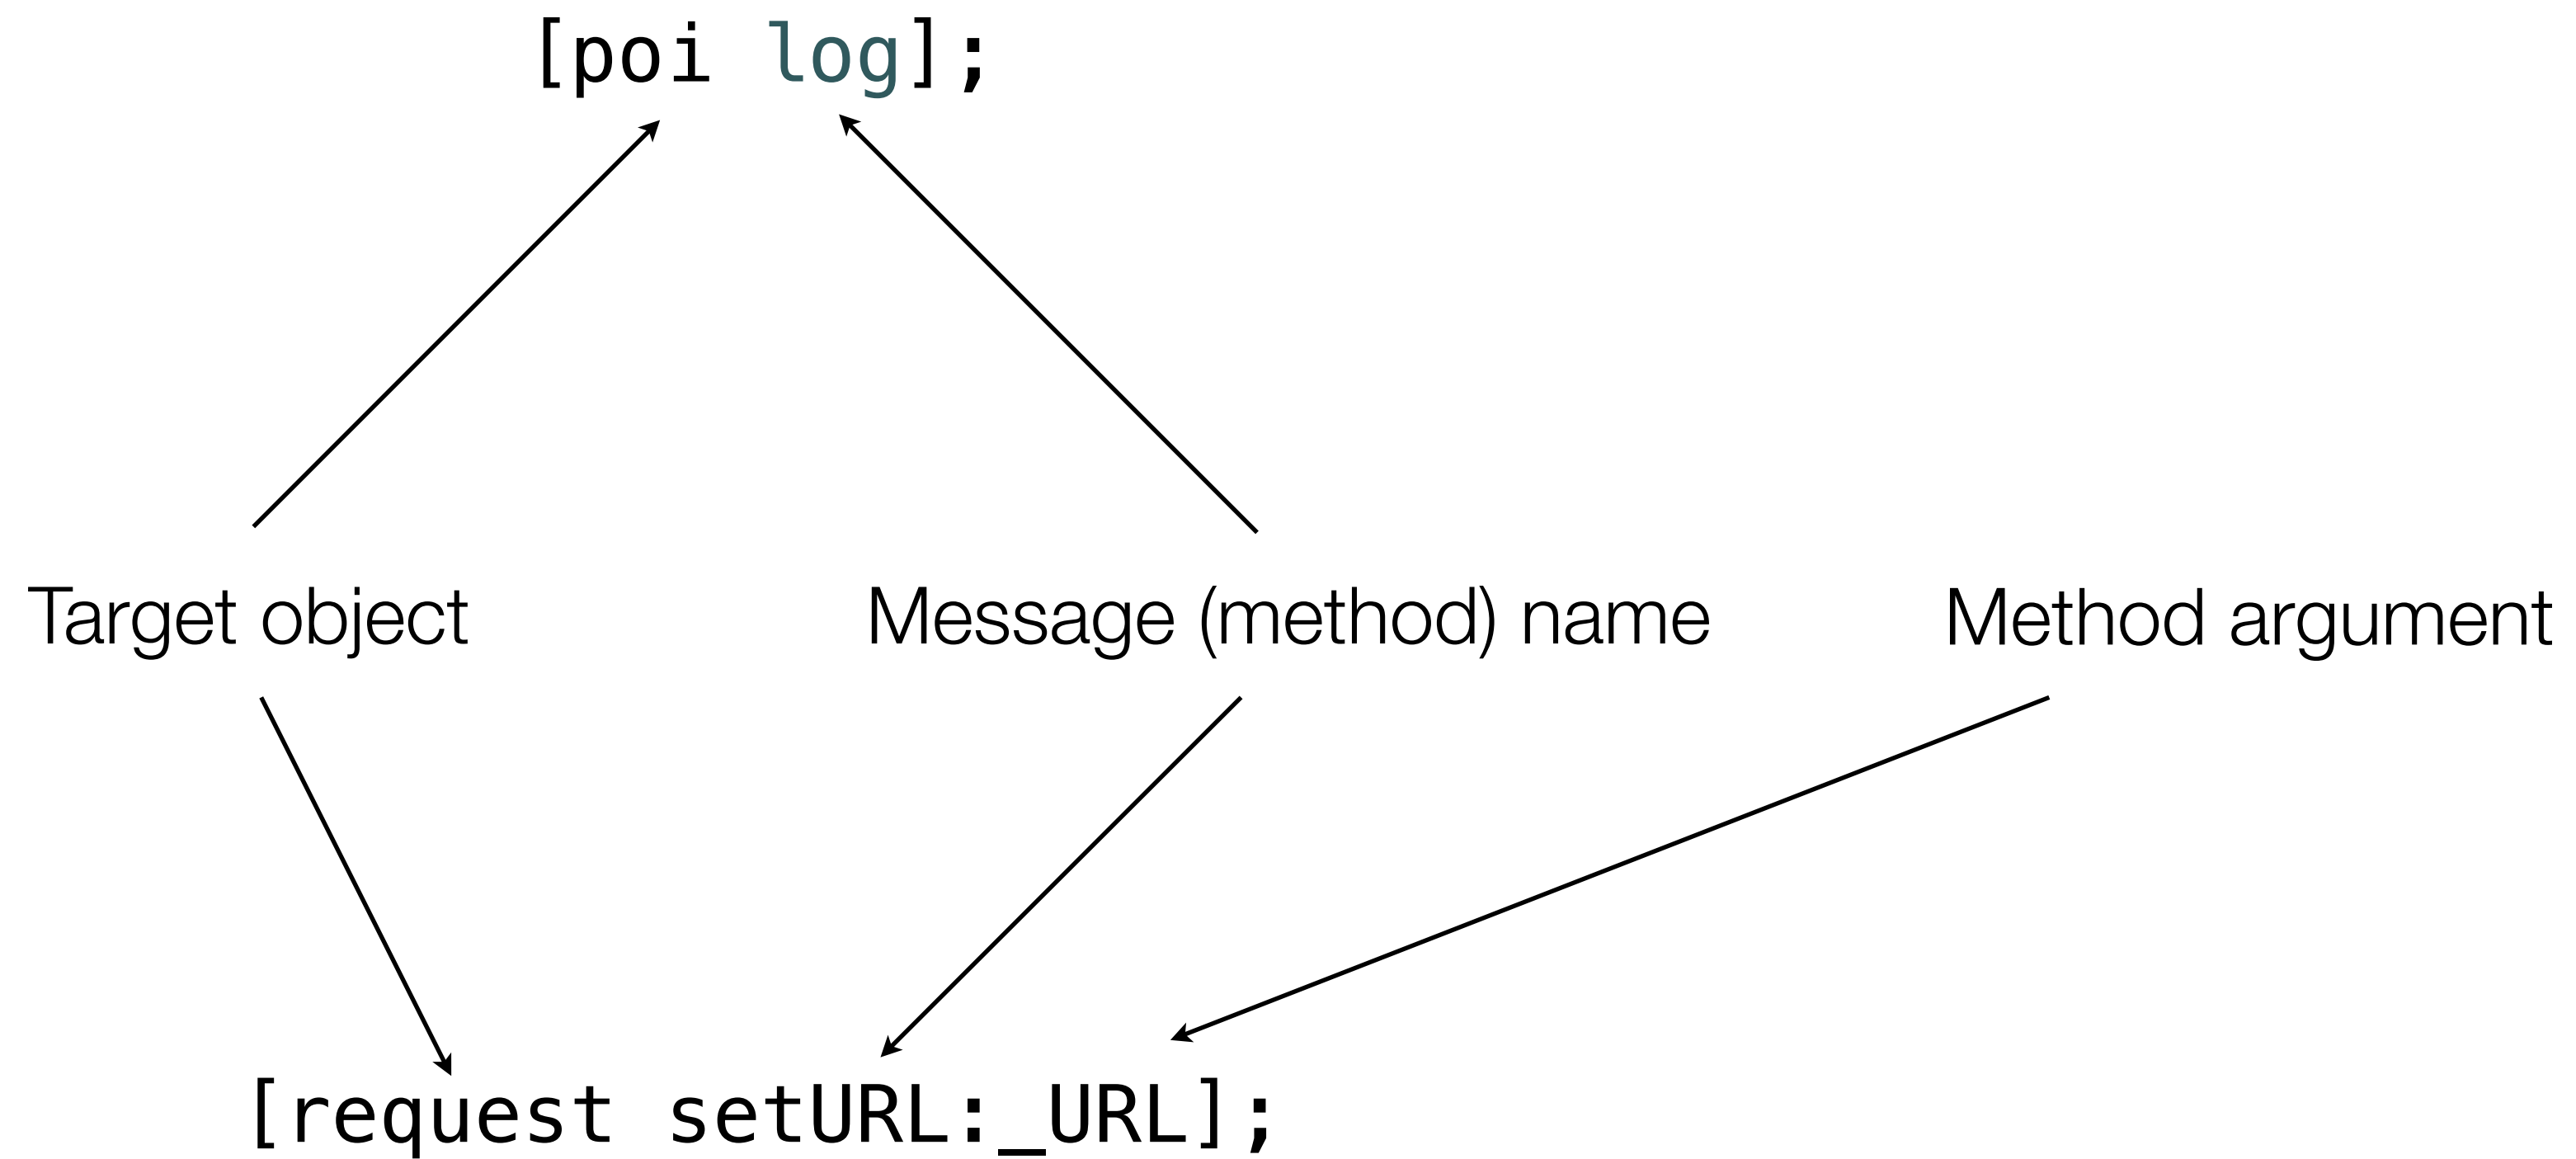 [poi log];
Target object
Message (method) name
Method argument
[request setURL:_URL];